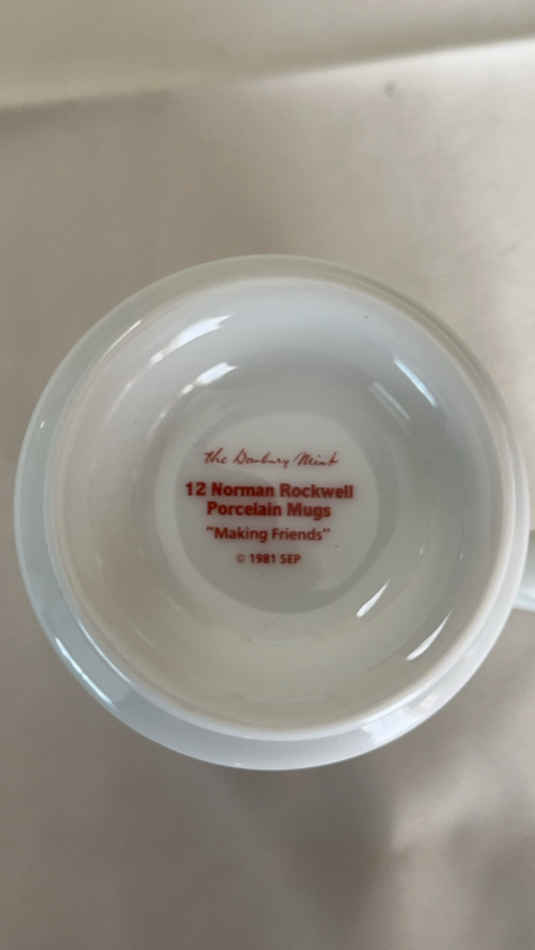 the Danbury Mint
12 Norman Rockwell
Porcelain Mugs
"Making Friends"
© 1981 SEP